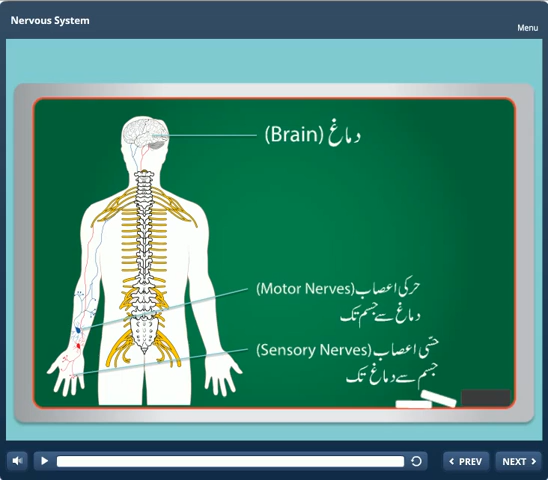 Nervous System
Menu
دماغ (Brain)
حرکی اعصاب (Motor Nerves)
دماغ سے جسم تک
حسّی اعصاب (Sensory Nerves)
جسم سے دماغ تک
PREV
NEXT